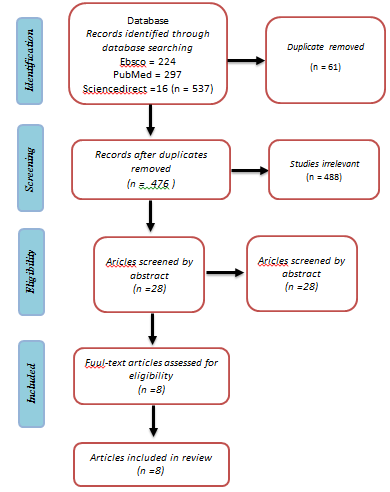 Identification
Database
Records identified through
database searching
Ebsco = 224
PubMed = 297
Sciencedirect =16 (n = 537)
Duplicate removed
(n = 61)
Screening
Records after duplicates
removed
(n = 476 )
Studies irrelevant
(n = 488)
Eligibility
Aricles screened by
abstract
(n =28)
Aricles screened by
abstract
(n =28)
Included
Fuul-text articles assessed for
eligibility
(n =8)
Articles included in review
(n =8)